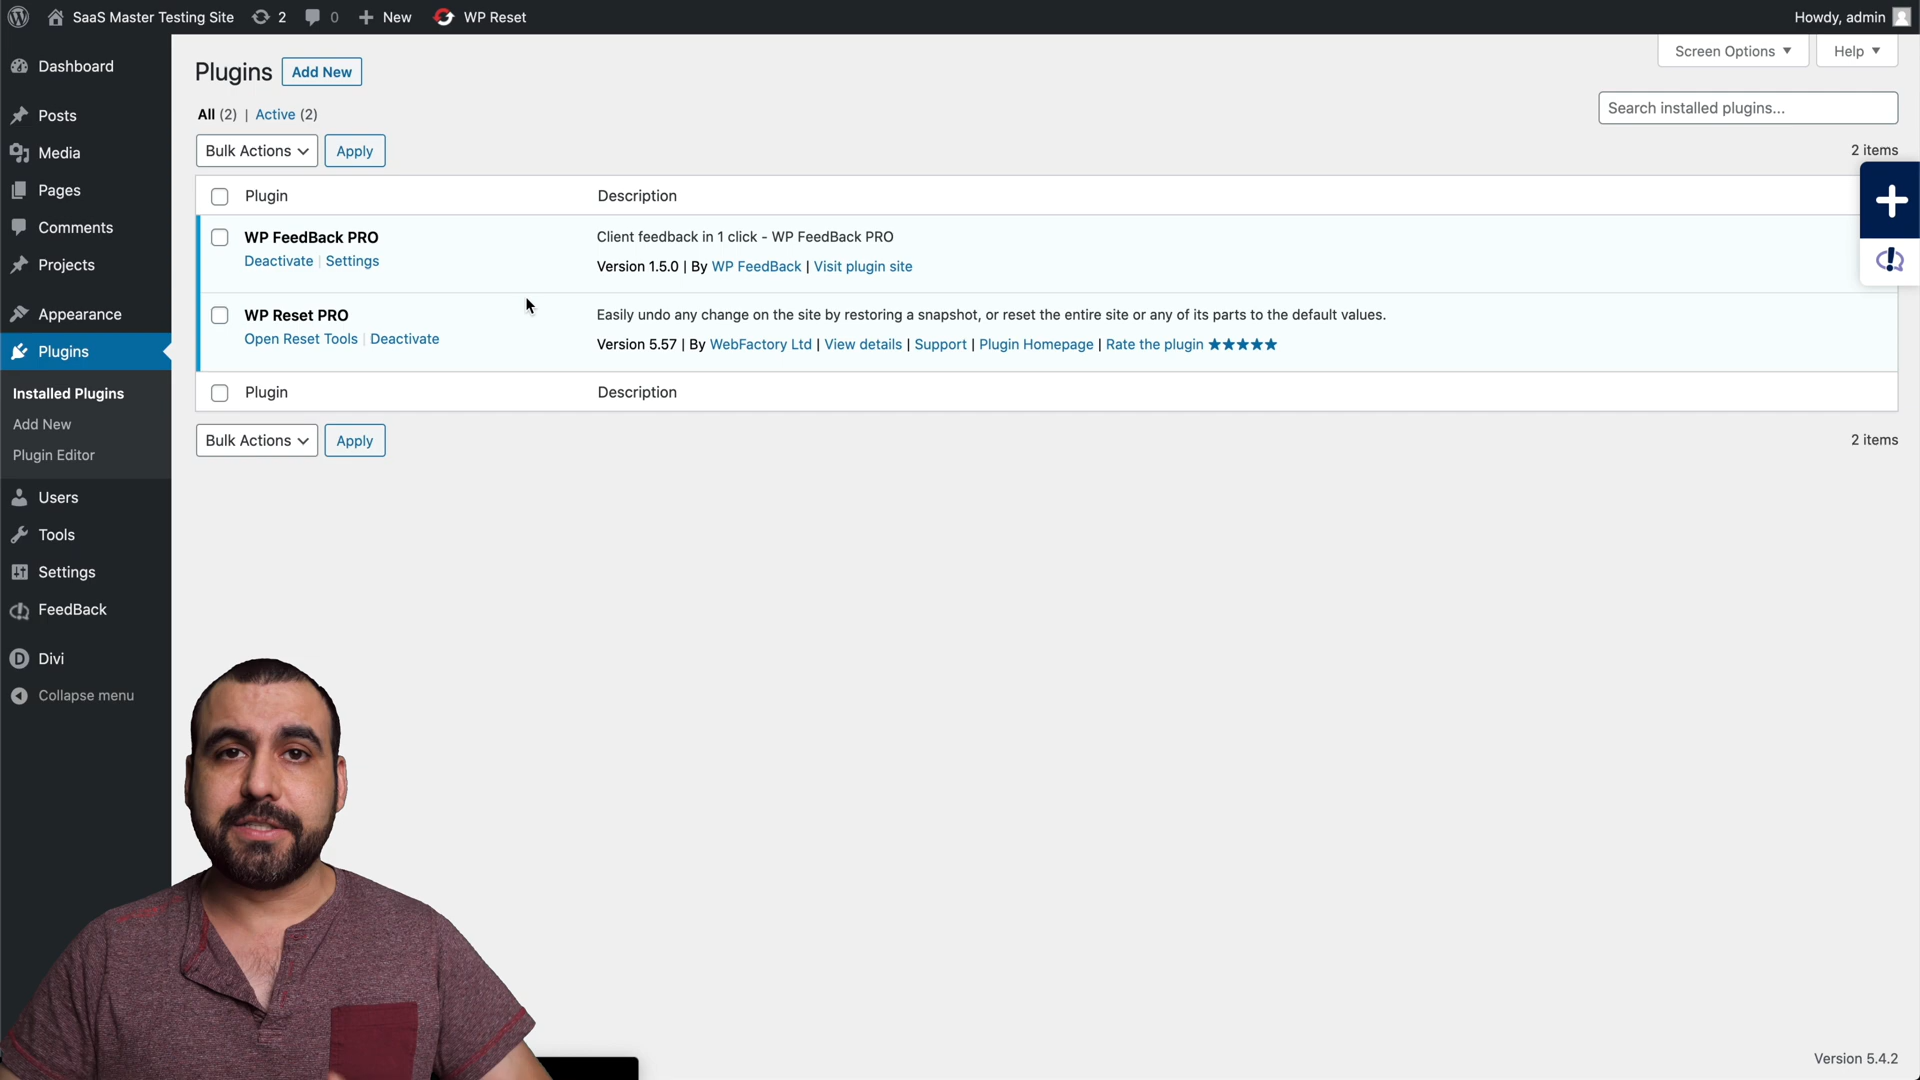 SaaS Master Testing Site 2 0 New WP Reset Howdy, admin
Screen Options Help
Dashboard
Posts
Media
Pages
Comments
Projects
Appearance
Plugins
Installed Plugins
Add New
Plugin Editor
Users
Tools
Settings
FeedBack
Divi
Collapse menu
Plugins Add New
All (2) | Active (2)
Search installed plugins...
Bulk Actions Apply
2 items
Plugin Description
WP FeedBack PRO
Deactivate | Settings
Client feedback in 1 click - WP FeedBack PRO
Version 1.5.0 | By WP FeedBack | Visit plugin site
WP Reset PRO
Open Reset Tools | Deactivate
Easily undo any change on the site by restoring a snapshot, or reset the entire site or any of its parts to the default values.
Version 5.57 | By WebFactory Ltd | View details | Support | Plugin Homepage | Rate the plugin ★★★★★
Plugin Description
Bulk Actions Apply
2 items
Version 5.4.2